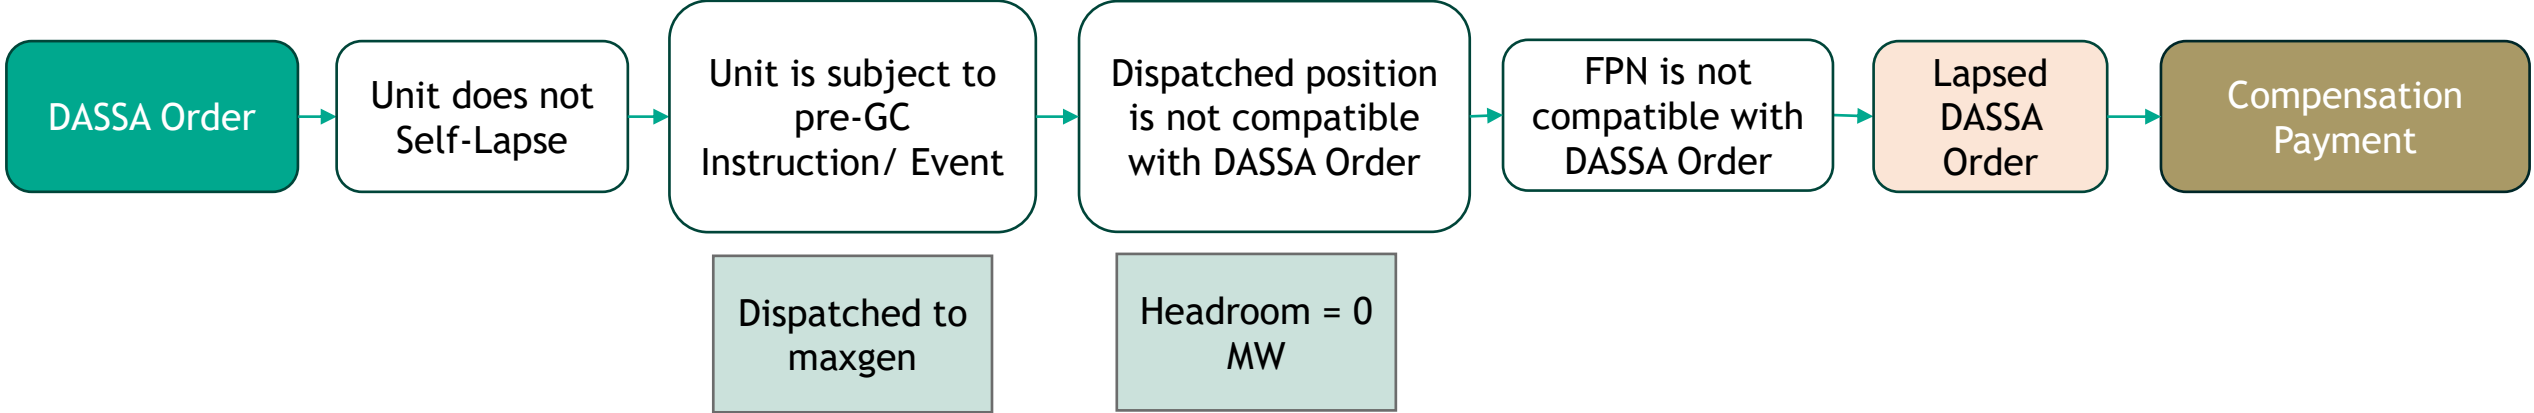 DASSA Order
Unit does not
Self-Lapse
Unit is subject to
pre-GC
Instruction/ Event
Dispatched position
is not compatible
with DASSA Order
FPN is not
compatible with
DASSA Order
Lapsed
DASSA
Order
Compensation
Payment
Dispatched to
maxgen
Headroom = 0
MW